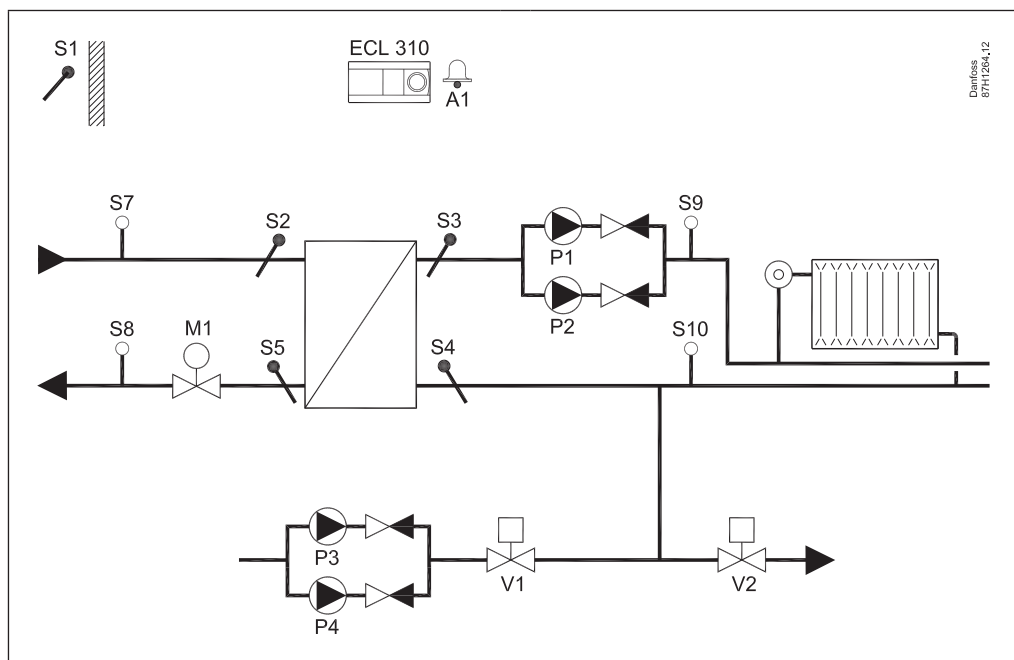 S1
ECL 310
A1
Danfoss
87H1264.12
S7
S2
S3
P1
S9
P2
S8
M1
S5
S4
S10
P3
V1
V2
P4